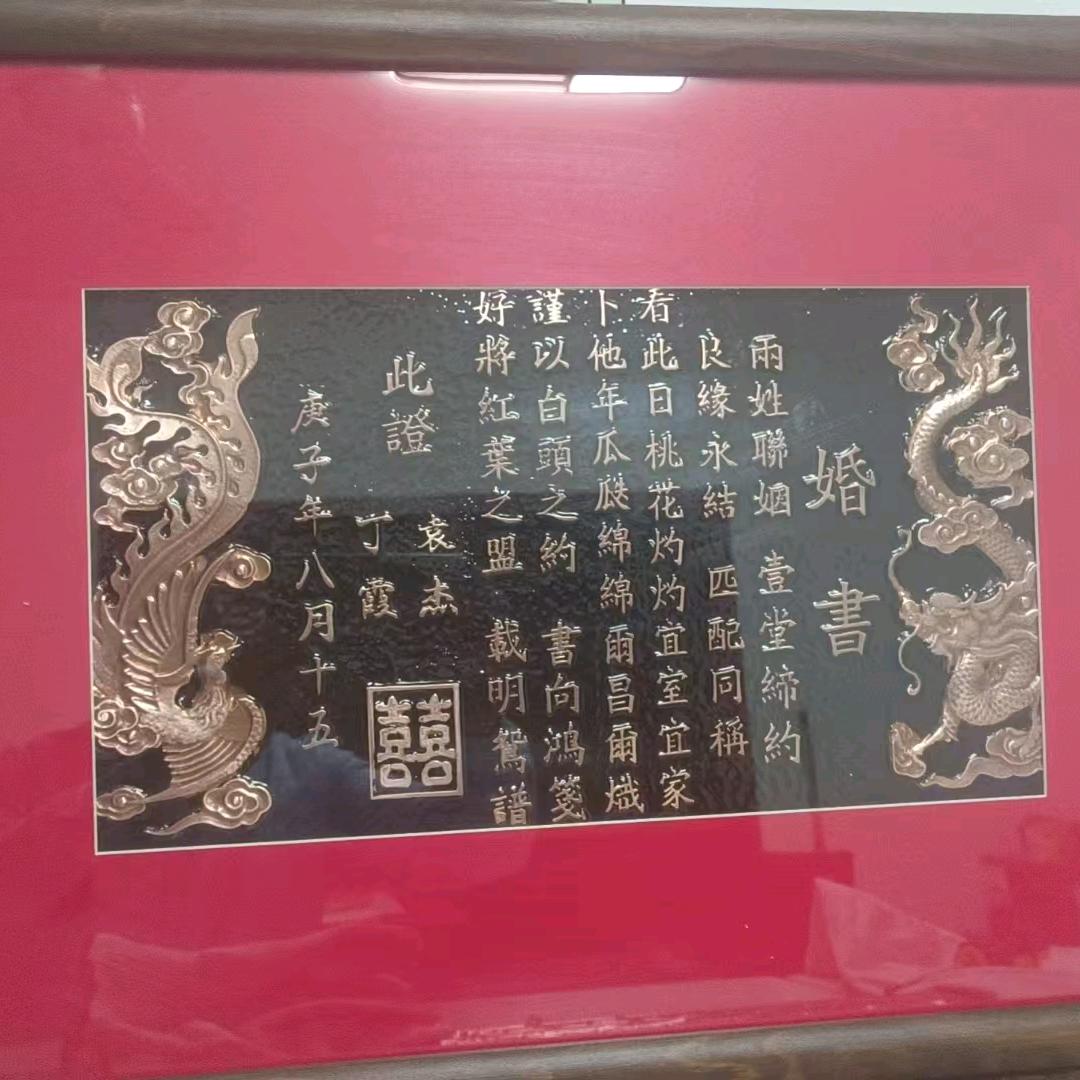 婚書
兩姓聯姻 壹堂締約
良緣永結 匹配同稱
看此日桃花灼灼宜室宜家
卜他年瓜瓞綿綿爾昌爾熾
謹以白頭之約 書向鴻箋
好將紅葉之盟 載明鴛譜
此證
袁杰
丁霞
囍
庚子年八月十五